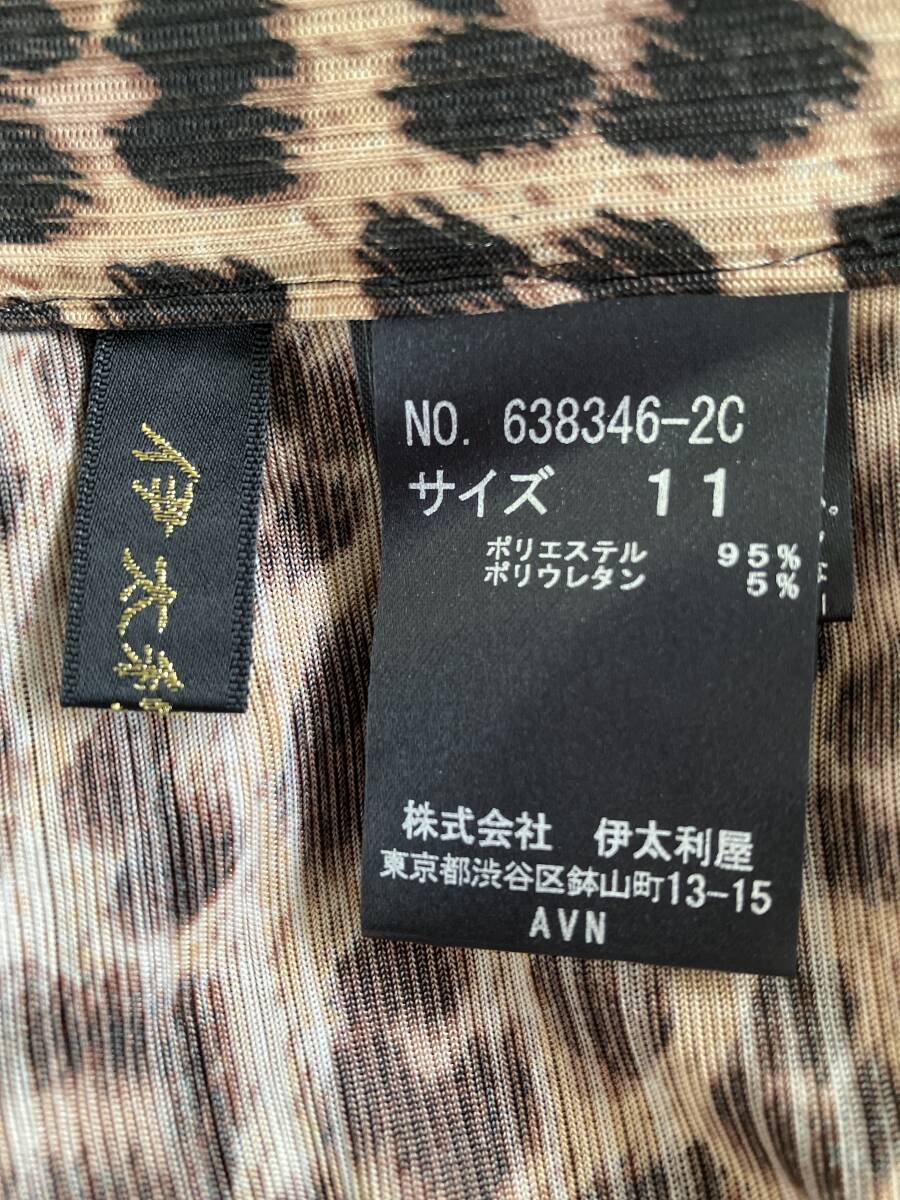 伊太利
NO. 638346-2C
サイズ 11
ポリエステル 95%
ポリウレタン 5%
株式会社 伊太利屋
東京都渋谷区鉢山町13-15
AVN